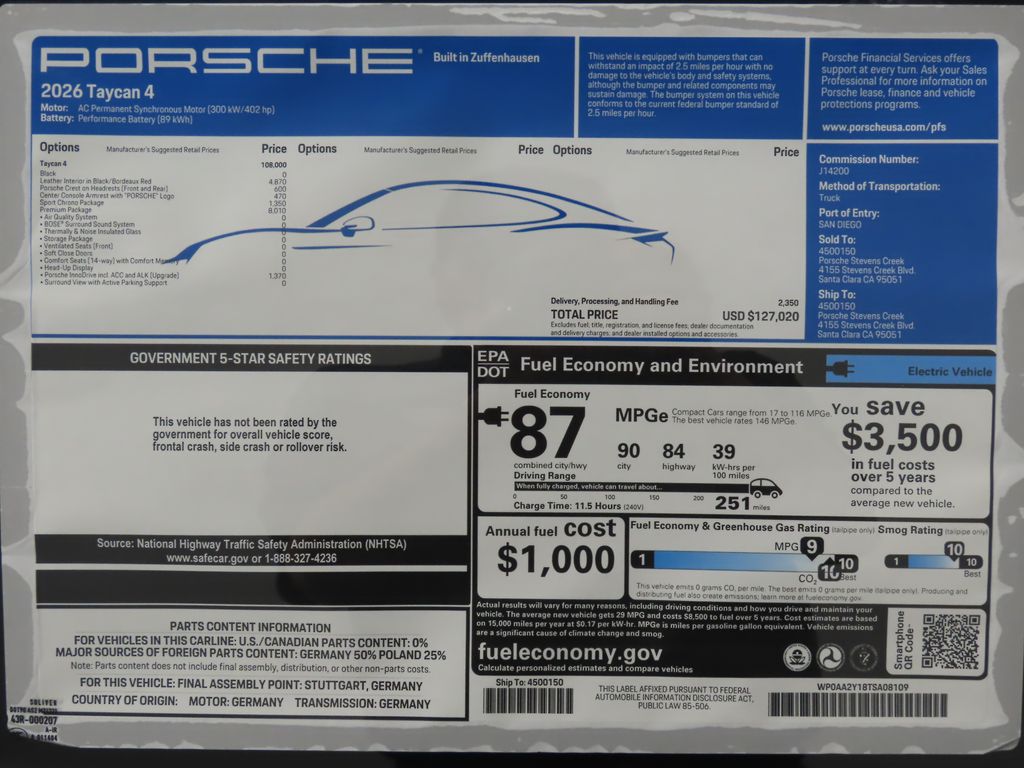 PORSCHE
Built in Zuffenhausen
2026 Taycan 4
Motor: AC Permanent Synchronous Motor (300 kW/402 hp)
Battery: Performance Battery (89 kWh)
This vehicle is equipped with bumpers that can
withstand an impact of 2.5 miles per hour with no
damage to the vehicle's body and safety systems,
although the bumper and related components may
sustain damage. The bumper system on this vehicle
conforms to the current federal bumper standard of
2.5 miles per hour.
Porsche Financial Services offers
support at every turn. Ask your Sales
Professional for more information on
Porsche lease, finance and vehicle
protections programs.
www.porscheusa.com/pfs
Options Manufacturer's Suggested Retail Prices Price Options Manufacturer's Suggested Retail Prices Price Options Manufacturer's Suggested Retail Prices Price
Taycan 4 108,000
Black 0
Leather Interior in Black/Bordeaux Red 4,870
Porsche Crest on Headrests (Front and Rear) 600
Center Console Armrest with "PORSCHE" Logo 470
Sport Chrono Package 1,350
Premium Package 8,010
• Air Quality System 0
• BOSE® Surround Sound System 0
• Thermally & Noise Insulated Glass 0
• Storage Package 0
• Ventilated Seats (Front) 0
• Soft Close Doors 0
• Comfort Seats (14-way) with Comfort Memory 0
• Head-Up Display 0
• Porsche InnoDrive incl. ACC and ALK (Upgrade) 1,370
• Surround View with Active Parking Support 0
Delivery, Processing, and Handling Fee 2,350
TOTAL PRICE USD $127,020
Excludes fuel; title, registration, and license fees; dealer documentation
and delivery charges; and dealer installed options and accessories.
Commission Number:
J14200
Method of Transportation:
Truck
Port of Entry:
SAN DIEGO
Sold To:
4500150
Porsche Stevens Creek
4155 Stevens Creek Blvd.
Santa Clara CA 95051
Ship To:
4500150
Porsche Stevens Creek
4155 Stevens Creek Blvd.
Santa Clara CA 95051
GOVERNMENT 5-STAR SAFETY RATINGS
This vehicle has not been rated by the
government for overall vehicle score,
frontal crash, side crash or rollover risk.
Source: National Highway Traffic Safety Administration (NHTSA)
www.safecar.gov or 1-888-327-4236
PARTS CONTENT INFORMATION
FOR VEHICLES IN THIS CARLINE: U.S./CANADIAN PARTS CONTENT: 0%
MAJOR SOURCES OF FOREIGN PARTS CONTENT: GERMANY 50% POLAND 25%
Note: Parts content does not include final assembly, distribution, or other non-parts costs.
FOR THIS VEHICLE: FINAL ASSEMBLY POINT: STUTTGART, GERMANY
COUNTRY OF ORIGIN: MOTOR: GERMANY TRANSMISSION: GERMANY
43R-000207
EPA
DOT
Fuel Economy and Environment
Electric Vehicle
Fuel Economy
87
MPGe
Compact Cars range from 17 to 116 MPGe.
The best vehicle rates 146 MPGe.
90 84 39
combined city/hwy city highway kW-hrs per
100 miles
Driving Range
When fully charged, vehicle can travel about...
0 50 100 150 200 251 miles
Charge Time: 11.5 Hours (240V)
You save
$3,500
in fuel costs
over 5 years
compared to the
average new vehicle.
Annual fuel cost
$1,000
Fuel Economy & Greenhouse Gas Rating (tailpipe only)
MPG 9
1
10
10
Best
CO2
Smog Rating (tailpipe only)
10
1 10
Best
This vehicle emits 0 grams CO2 per mile. The best emits 0 grams per mile (tailpipe only). Producing and
distributing fuel also create emissions; learn more at fueleconomy.gov.
Actual results will vary for many reasons, including driving conditions and how you drive and maintain your
vehicle. The average new vehicle gets 29 MPG and costs $8,500 to fuel over 5 years. Cost estimates are based
on 15,000 miles per year at $0.17 per kW-hr. MPGe is miles per gasoline gallon equivalent. Vehicle emissions
are a significant cause of climate change and smog.
fueleconomy.gov
Calculate personalized estimates and compare vehicles
Smartphone
QR Code™
Ship To: 4500150
THIS LABEL AFFIXED PURSUANT TO FEDERAL
AUTOMOBILE INFORMATION DISCLOSURE ACT,
PUBLIC LAW 85-506.
WP0AA2Y18TSA08109